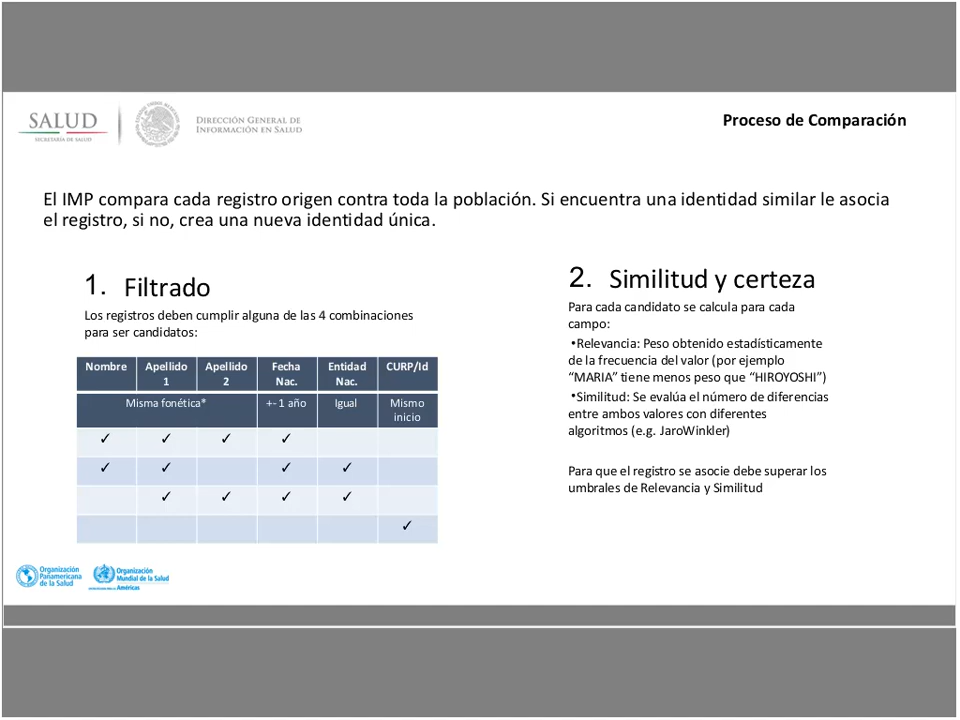 SALUD
SECRETARÍA DE SALUD
DIRECCIÓN GENERAL DE
INFORMACIÓN EN SALUD
Proceso de Comparación
El IMP compara cada registro origen contra toda la población. Si encuentra una identidad similar le asocia
el registro, si no, crea una nueva identidad única.
1. Filtrado
Los registros deben cumplir alguna de las 4 combinaciones
para ser candidatos:
Nombre Apellido 1 Apellido 2 Fecha Nac. Entidad Nac. CURP/Id
Misma fonética* +- 1 año Igual Mismo inicio
✓ ✓ ✓ ✓
✓ ✓ ✓ ✓
✓ ✓ ✓ ✓
✓
2. Similitud y certeza
Para cada candidato se calcula para cada
campo:
•Relevancia: Peso obtenido estadísticamente
de la frecuencia del valor (por ejemplo
“MARIA” tiene menos peso que “HIROYOSHI”)
•Similitud: Se evalúa el número de diferencias
entre ambos valores con diferentes
algoritmos (e.g. JaroWinkler)
Para que el registro se asocie debe superar los
umbrales de Relevancia y Similitud
Organización
Panamericana
de la Salud
Organización
Mundial de la Salud
Américas